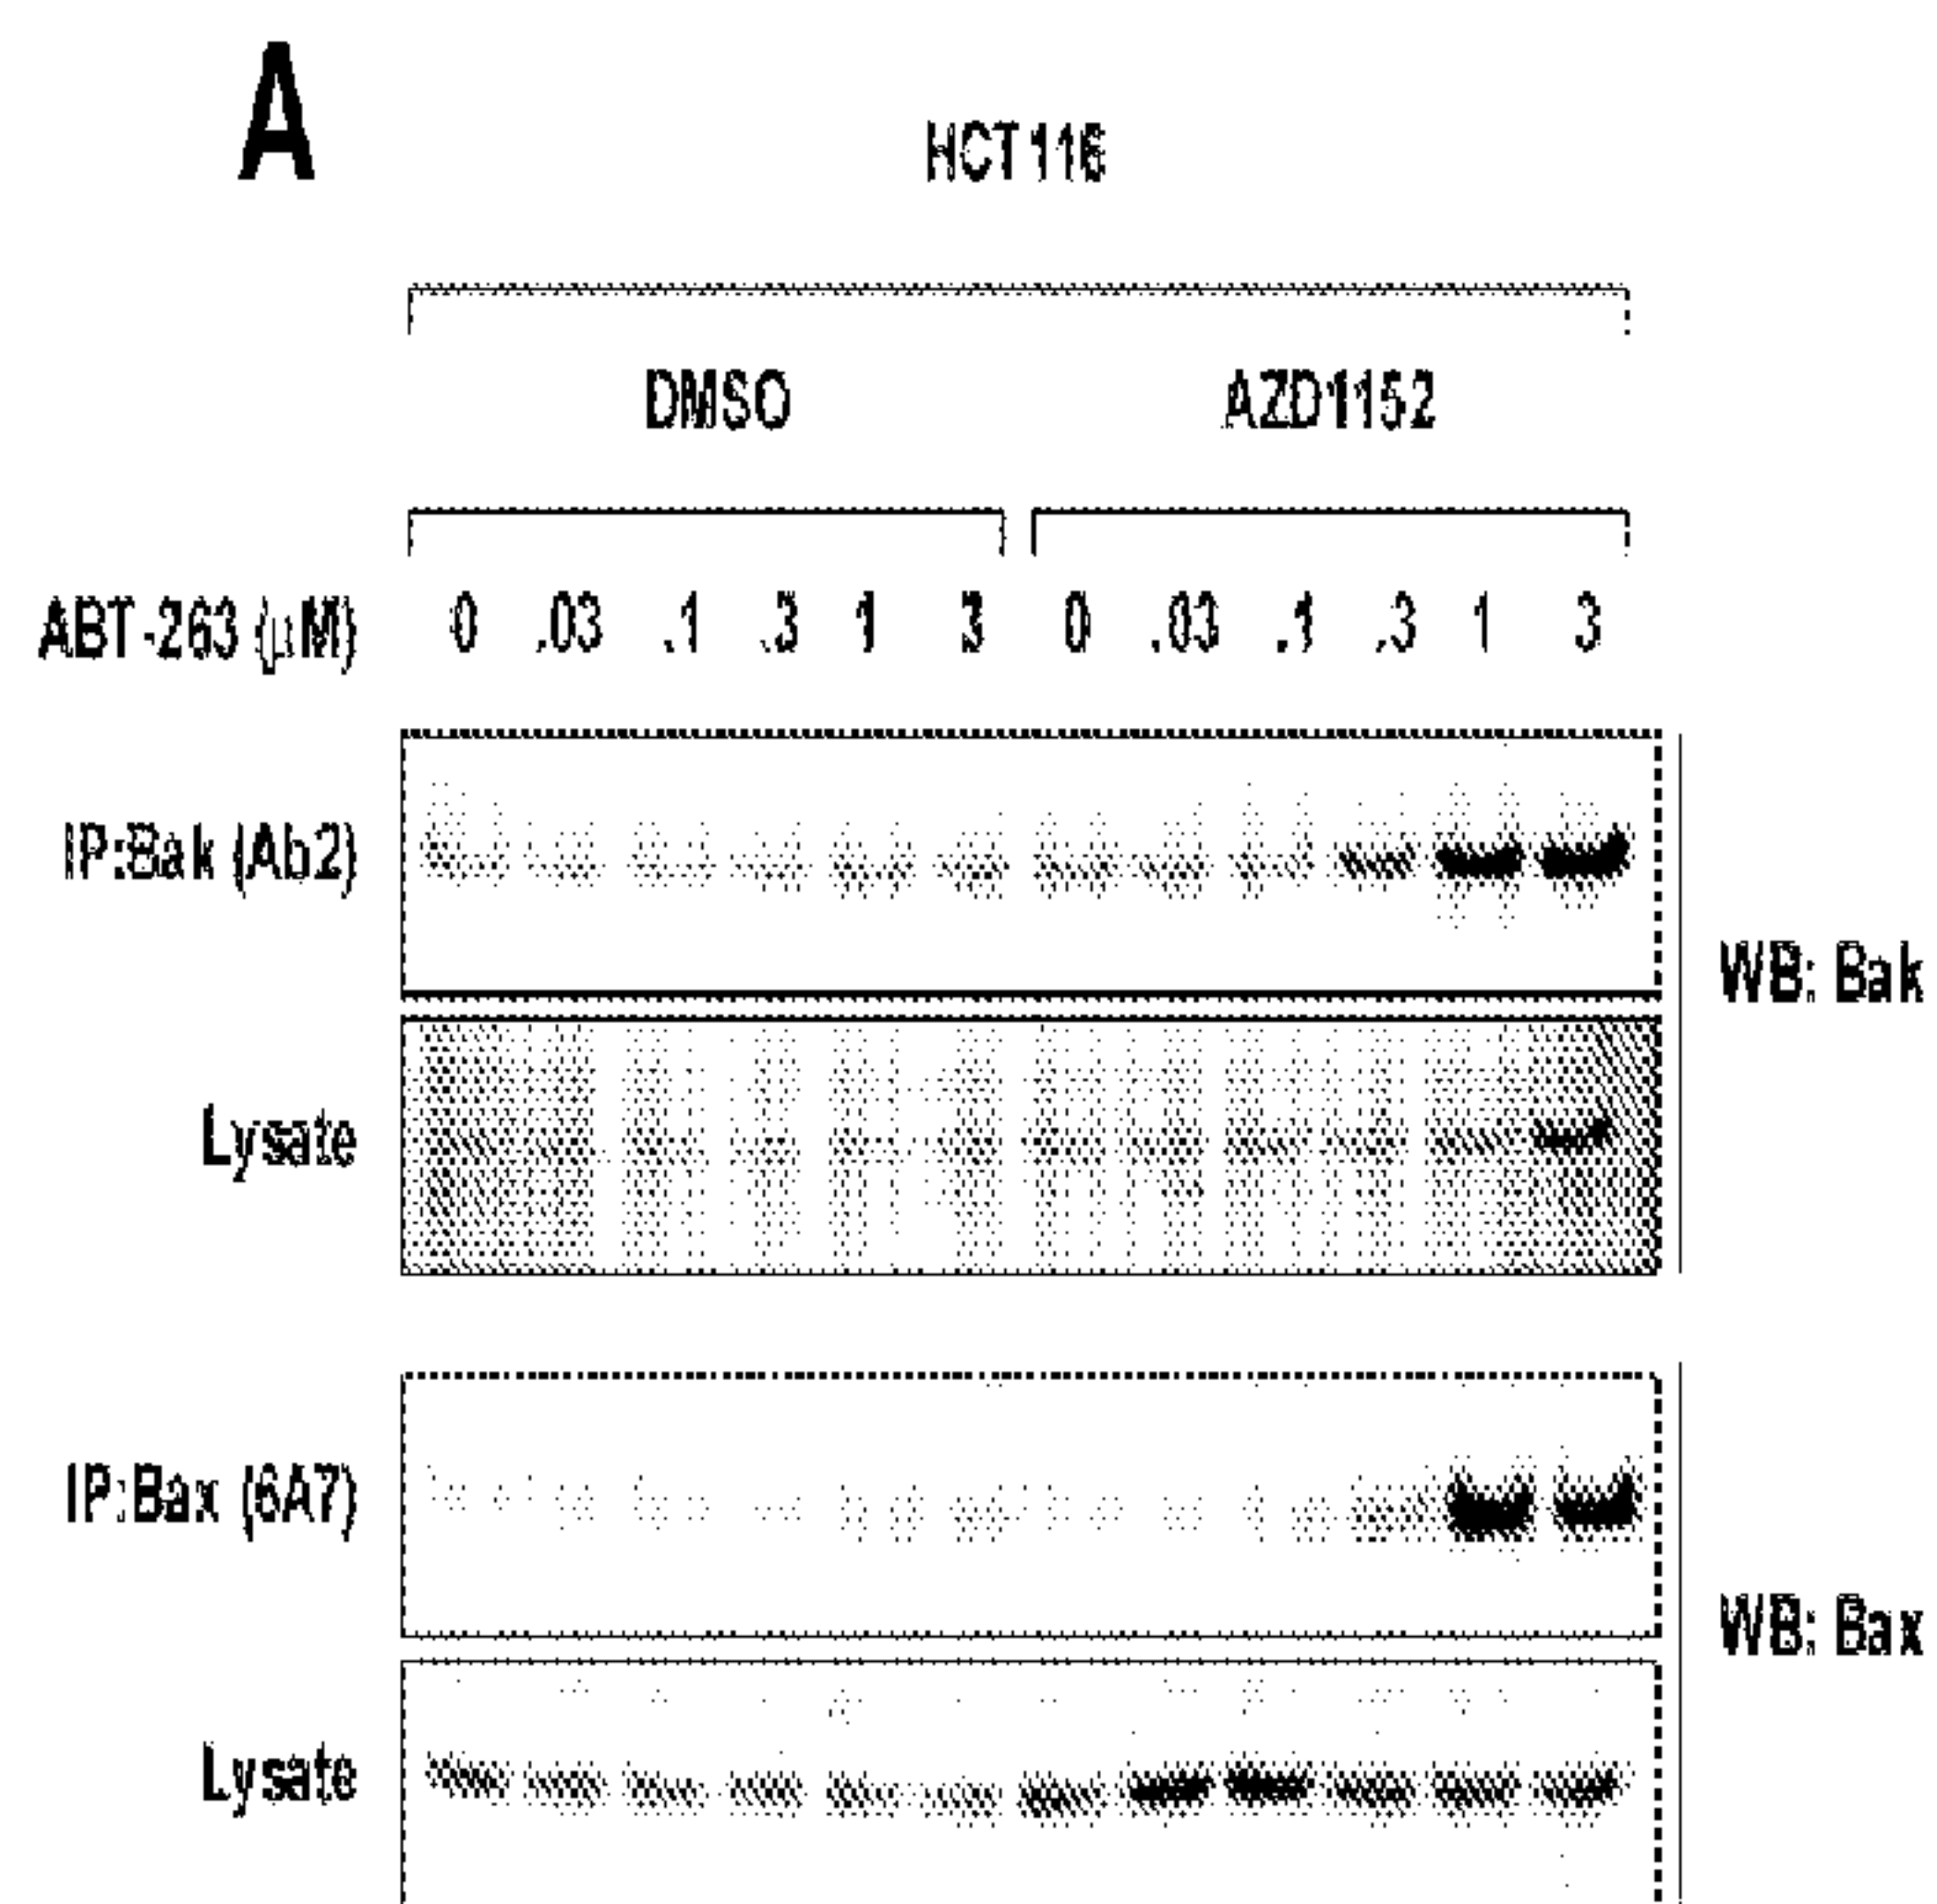 A
HCT116
DMSO AZD1152
ABT-263 (μM) 0 .03 .1 .3 1 3 0 .03 .1 .3 1 3
IP:Bak (Ab2)
WB: Bak
Lysate
IP:Bax (6A7)
WB: Bax
Lysate